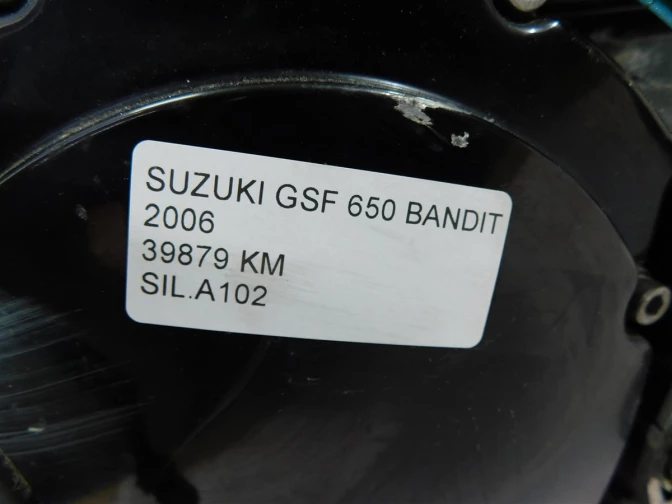 SUZUKI GSF 650 BANDIT
2006
39879 KM
SIL.A102